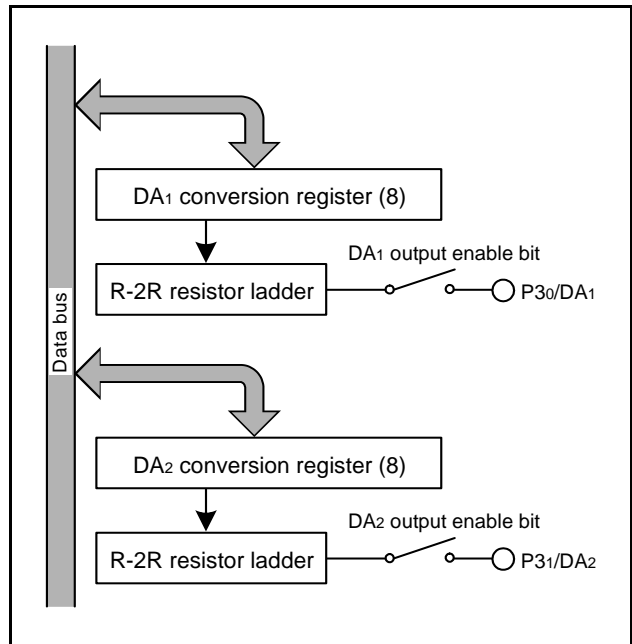 Data bus
DA1 conversion register (8)
DA1 output enable bit
R-2R resistor ladder
P30/DA1
DA2 conversion register (8)
DA2 output enable bit
R-2R resistor ladder
P31/DA2